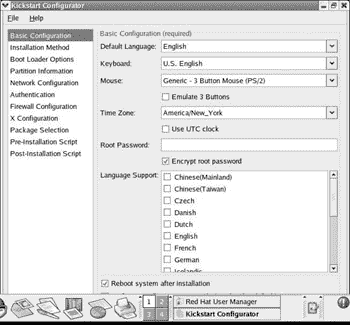 Kickstart Configurator
File Help
Basic Configuration
Installation Method
Boot Loader Options
Partition Information
Network Configuration
Authentication
Firewall Configuration
X Configuration
Package Selection
Pre-Installation Script
Post-Installation Script
Basic Configuration (required)
Default Language: English
Keyboard: U.S. English
Mouse: Generic - 3 Button Mouse (PS/2)
Emulate 3 Buttons
Time Zone: America/New_York
Use UTC clock
Root Password:
Encrypt root password
Language Support: Chinese(Mainland)
Chinese(Taiwan)
Czech
Danish
Dutch
English
French
German
Icelandic
Reboot system after installation
1 2
3 4
Red Hat User Manager
Kickstart Configurator